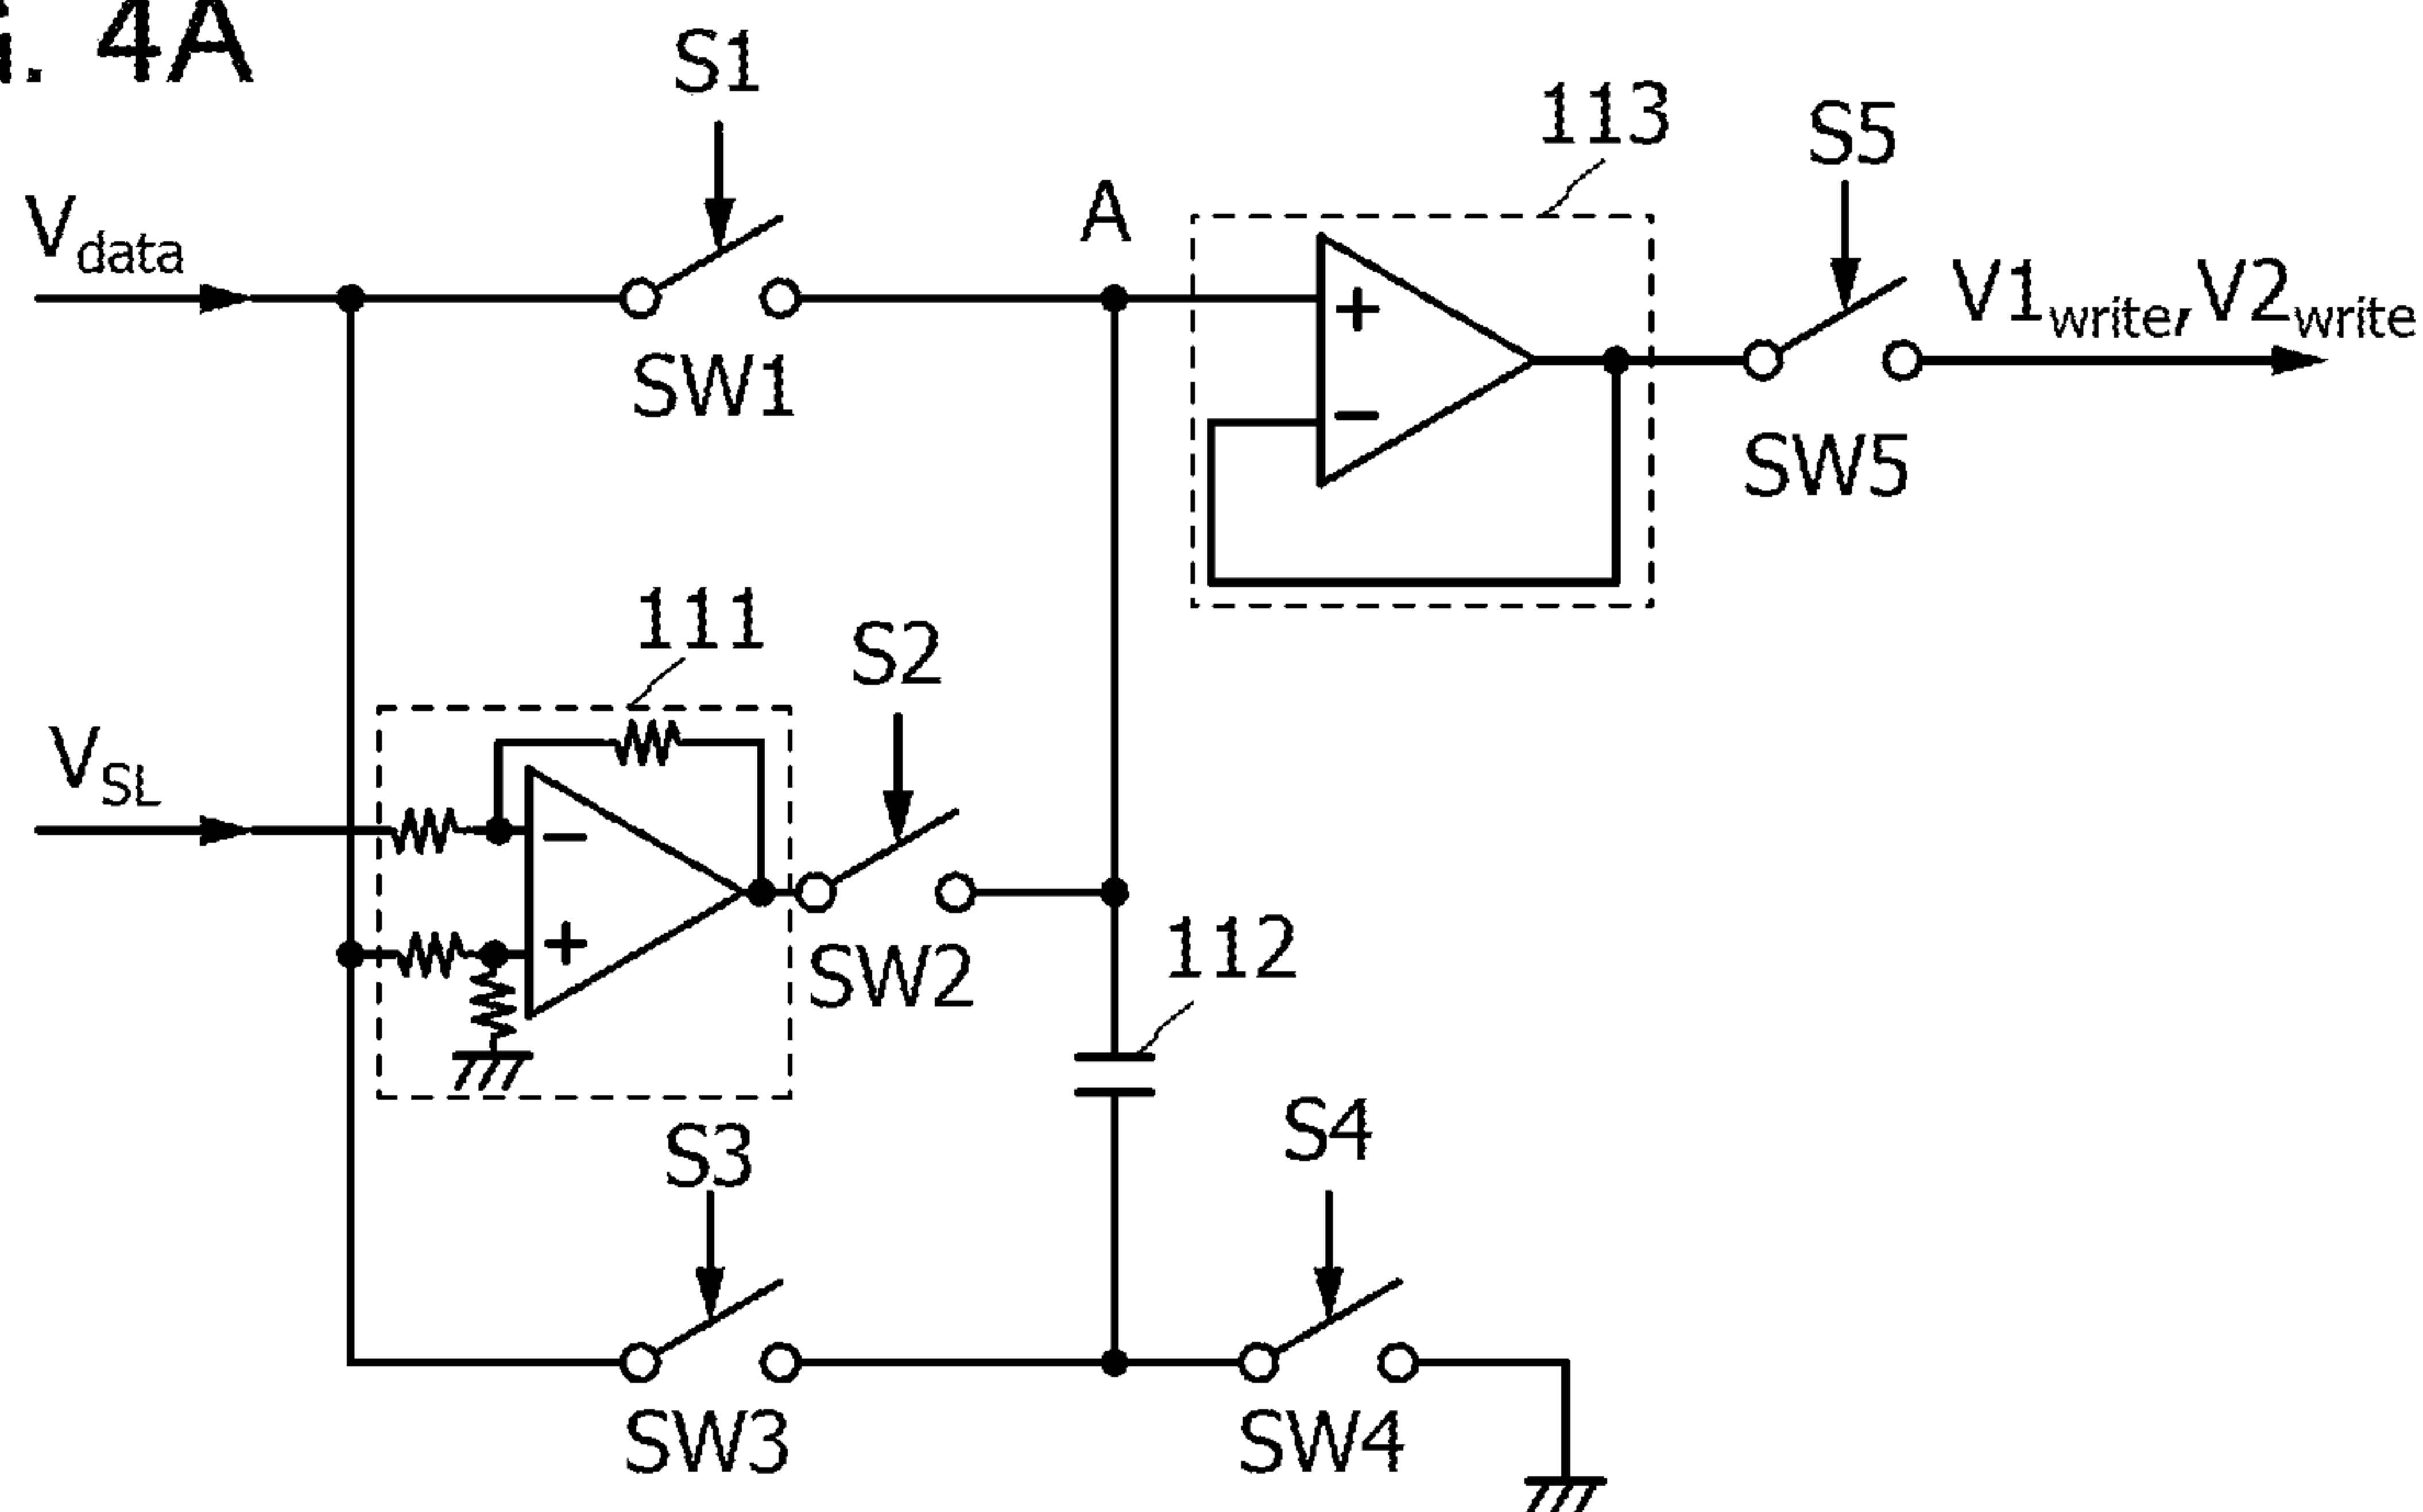 4A
S1
113
S5
A
Vdata
V1write, V2write
SW1
SW5
111
S2
VSL
−
+
+
−
112
SW2
S3
S4
SW3
SW4